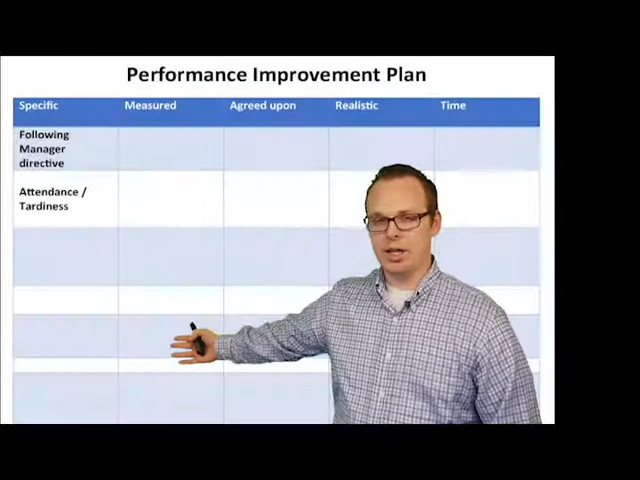 Performance Improvement Plan
Specific Measured Agreed upon Realistic Time
Following
Manager
directive
Attendance /
Tardiness